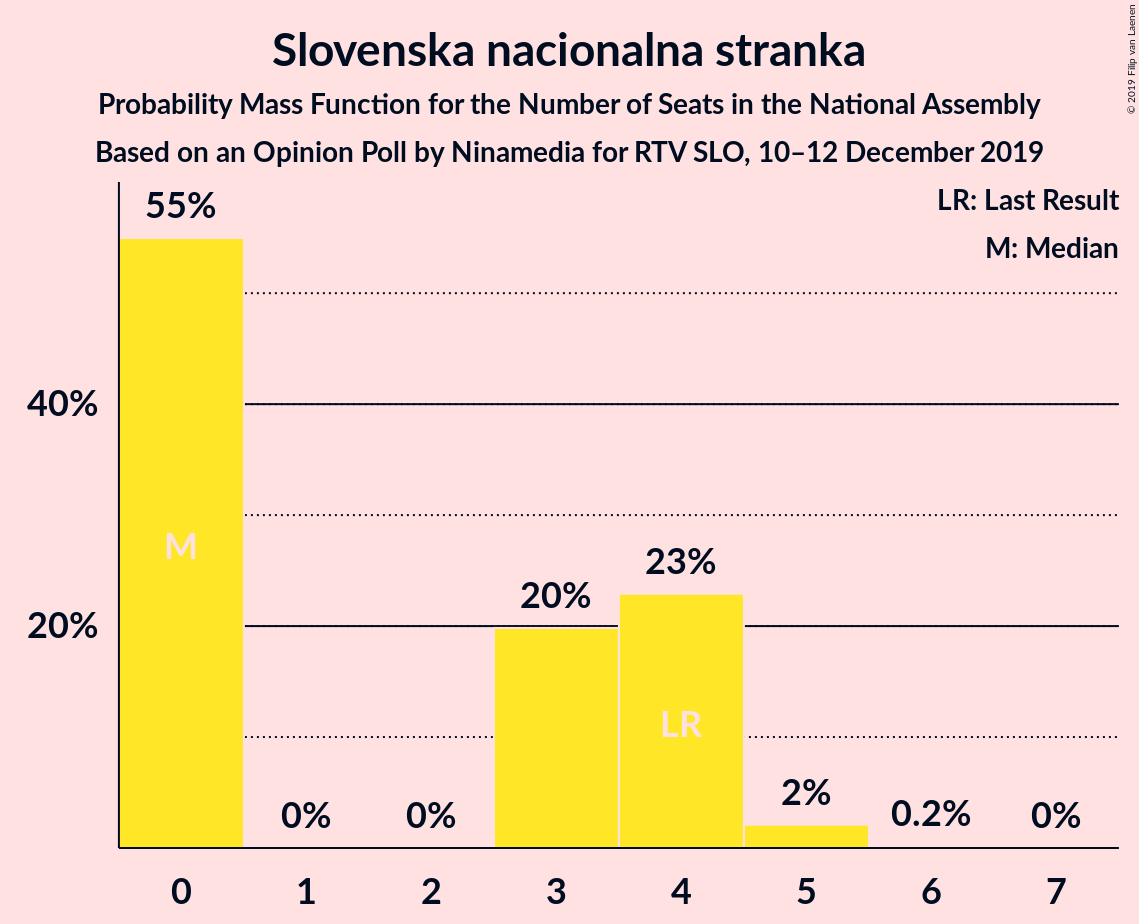 Slovenska nacionalna stranka
Probability Mass Function for the Number of Seats in the National Assembly
Based on an Opinion Poll by Ninamedia for RTV SLO, 10–12 December 2019
© 2019 Filip van Laenen
LR: Last Result
M: Median
55%
40%
20%
M
0%
0%
20%
23%
LR
2%
0.2%
0%
0 1 2 3 4 5 6 7